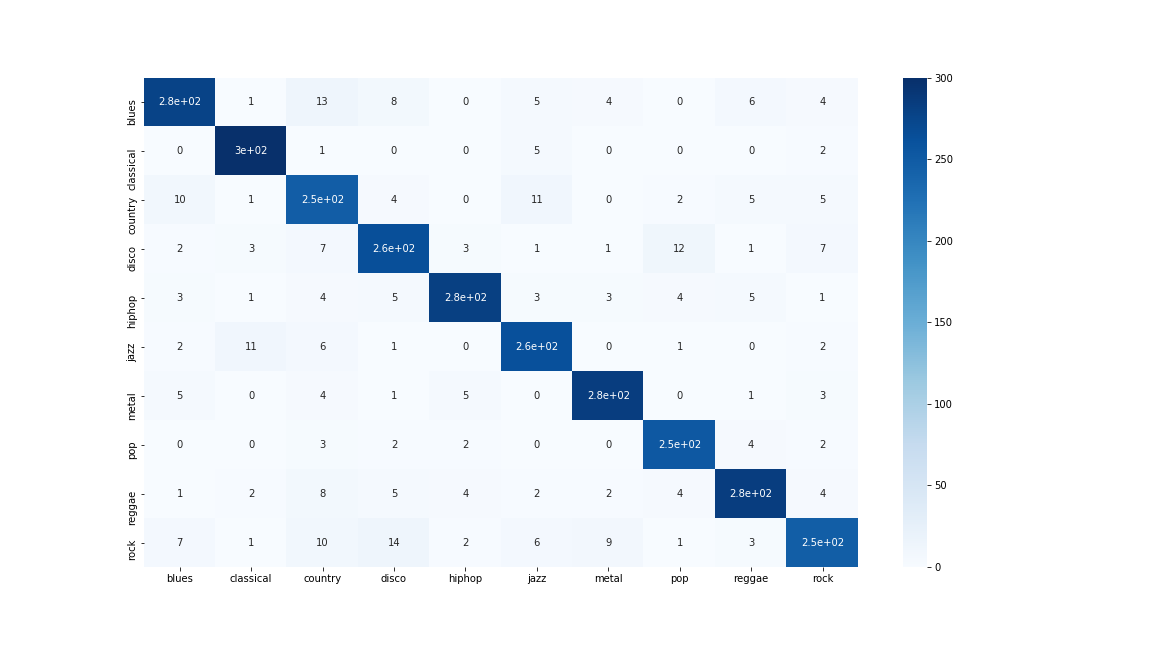 blues 2.8e+02 1 13 8 0 5 4 0 6 4 300
classical 0 3e+02 1 0 0 5 0 0 0 2 250
country 10 1 2.5e+02 4 0 11 0 2 5 5
disco 2 3 7 2.6e+02 3 1 1 12 1 7 200
hiphop 3 1 4 5 2.8e+02 3 3 4 5 1
jazz 2 11 6 1 0 2.6e+02 0 1 0 2 150
metal 5 0 4 1 5 0 2.8e+02 0 1 3 100
pop 0 0 3 2 2 0 0 2.5e+02 4 2
reggae 1 2 8 5 4 2 2 4 2.8e+02 4 50
rock 7 1 10 14 2 6 9 1 3 2.5e+02 0
blues classical country disco hiphop jazz metal pop reggae rock